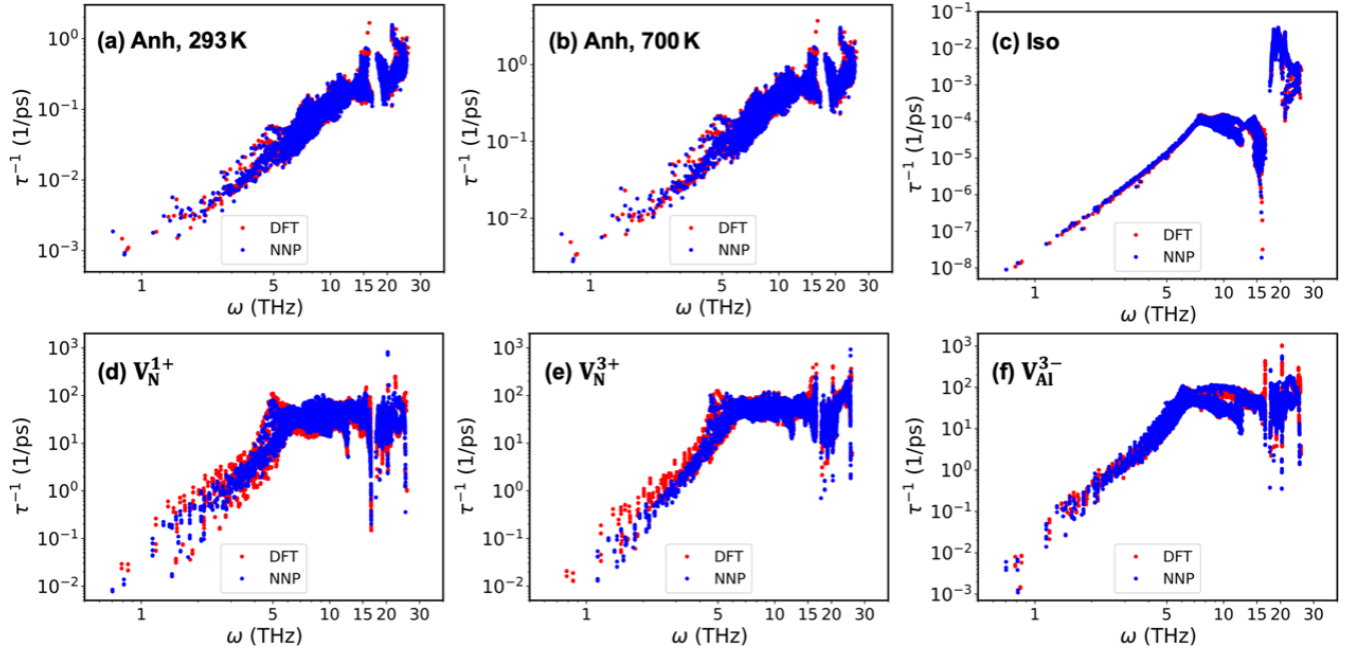 (a) Anh, 293 K
10⁰
10⁻¹
10⁻²
10⁻³
τ⁻¹ (1/ps)
DFT
NNP
1 5 10 15 20 30
ω (THz)
(b) Anh, 700 K
10⁰
10⁻¹
10⁻²
τ⁻¹ (1/ps)
DFT
NNP
1 5 10 15 20 30
ω (THz)
(c) Iso
10⁻¹
10⁻²
10⁻³
10⁻⁴
10⁻⁵
10⁻⁶
10⁻⁷
10⁻⁸
τ⁻¹ (1/ps)
DFT
NNP
1 5 10 15 20 30
ω (THz)
(d) V_N^{1+}
10³
10²
10¹
10⁰
10⁻¹
10⁻²
τ⁻¹ (1/ps)
DFT
NNP
1 5 10 15 20 30
ω (THz)
(e) V_N^{3+}
10³
10²
10¹
10⁰
10⁻¹
10⁻²
τ⁻¹ (1/ps)
DFT
NNP
1 5 10 15 20 30
ω (THz)
(f) V_Al^{3−}
10³
10²
10¹
10⁰
10⁻¹
10⁻²
10⁻³
τ⁻¹ (1/ps)
DFT
NNP
1 5 10 15 20 30
ω (THz)